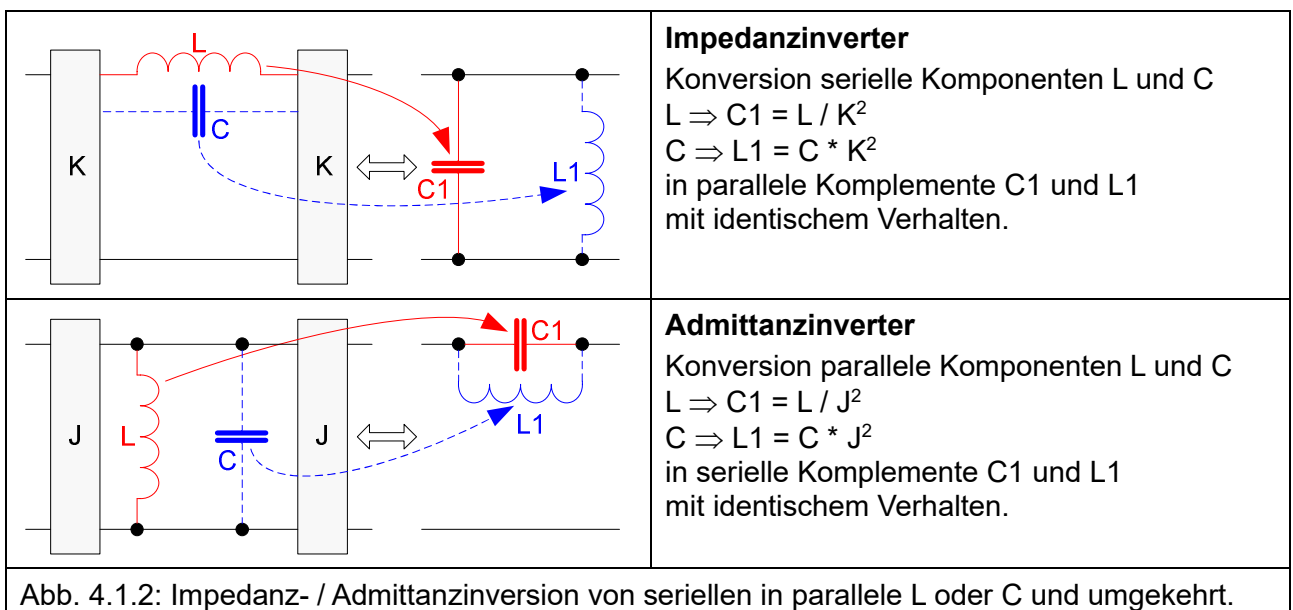 L
C
K
K
C1
L1
Impedanzinverter
Konversion serielle Komponenten L und C
L ⇒ C1 = L / K²
C ⇒ L1 = C * K²
in parallele Komplemente C1 und L1
mit identischem Verhalten.
C1
J
L
C
J
L1
Admittanzinverter
Konversion parallele Komponenten L und C
L ⇒ C1 = L / J²
C ⇒ L1 = C * J²
in serielle Komplemente C1 und L1
mit identischem Verhalten.
Abb. 4.1.2: Impedanz- / Admittanzinversion von seriellen in parallele L oder C und umgekehrt.